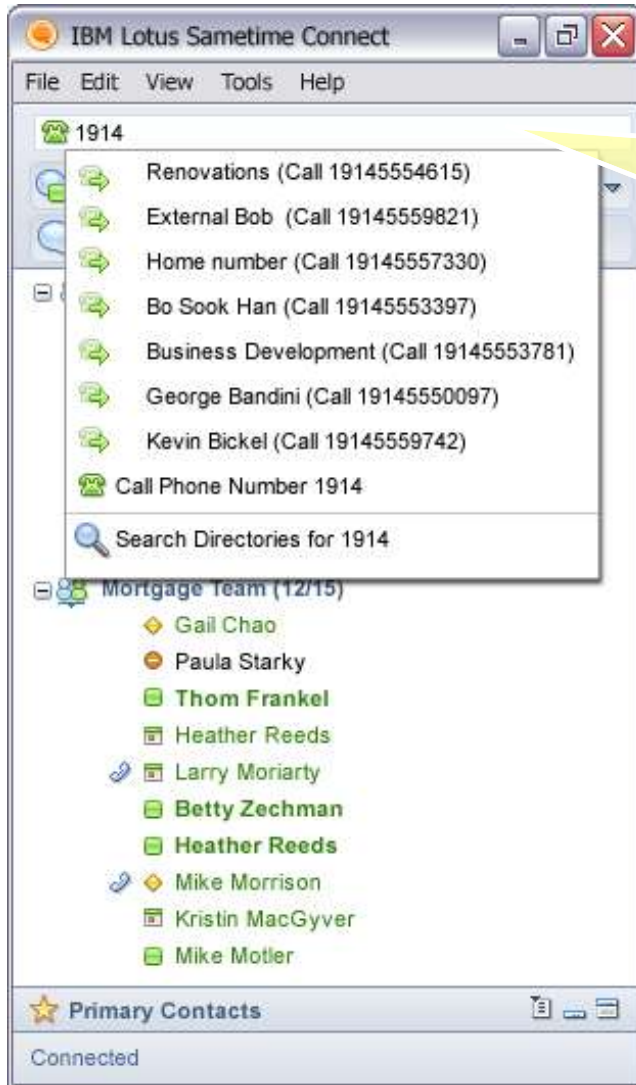 IBM Lotus Sametime Connect
File Edit View Tools Help
1914
Renovations (Call 19145554615)
External Bob (Call 19145559821)
Home number (Call 19145557330)
Bo Sook Han (Call 19145553397)
Business Development (Call 19145553781)
George Bandini (Call 19145550097)
Kevin Bickel (Call 19145559742)
Call Phone Number 1914
Search Directories for 1914
Mortgage Team (12/15)
Gail Chao
Paula Starky
Thom Frankel
Heather Reeds
Larry Moriarty
Betty Zechman
Heather Reeds
Mike Morrison
Kristin MacGyver
Mike Motler
Primary Contacts
Connected